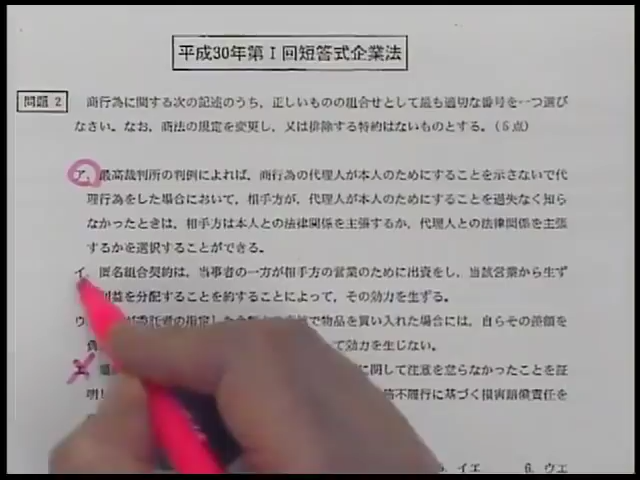 平成30年第Ⅰ回短答式企業法
問題2 商行為に関する次の記述のうち，正しいものの組合せとして最も適切な番号を一つ選び
なさい。なお，商法の規定を変更し，又は排除する特約はないものとする。（5点）
ア．最高裁判所の判例によれば，商行為の代理人が本人のためにすることを示さないで代
理行為をした場合において，相手方が，代理人が本人のためにすることを過失なく知ら
なかったときは，相手方は本人との法律関係を主張するか，代理人との法律関係を主張
するかを選択することができる。
イ．匿名組合契約は，当事者の一方が相手方の営業のために出資をし，当該営業から生ず
利益を分配することを約することによって，その効力を生ずる。
が委託者の指定した で物品を買い入れた場合には，自らその差額を
て効力を生じない。
に関して注意を怠らなかったことを証
明し 不履行に基づく損害賠償責任を
イエ 6. ウエ